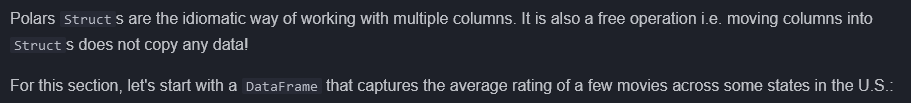 Polars Struct s are the idiomatic way of working with multiple columns. It is also a free operation i.e. moving columns into
Struct s does not copy any data!
For this section, let's start with a DataFrame that captures the average rating of a few movies across some states in the U.S.: